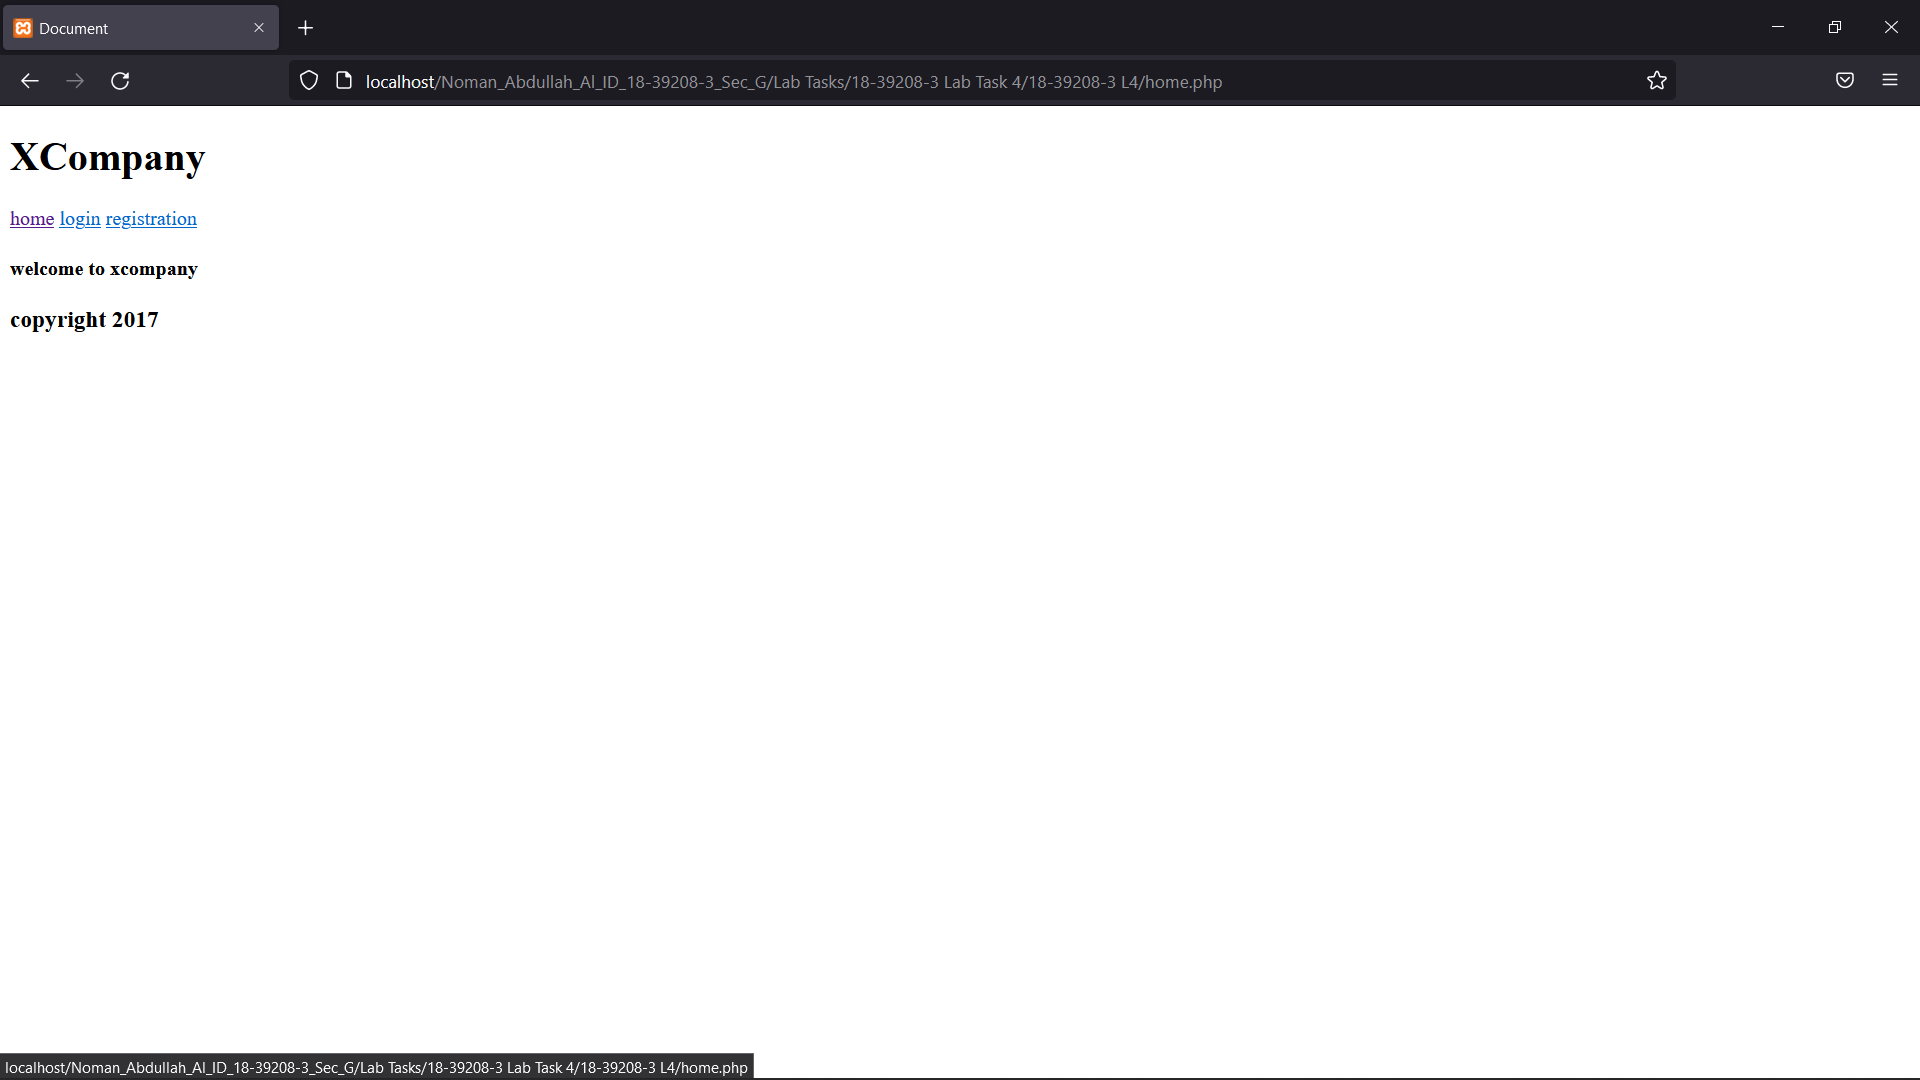 Document
localhost/Noman_Abdullah_Al_ID_18-39208-3_Sec_G/Lab Tasks/18-39208-3 Lab Task 4/18-39208-3 L4/home.php
XCompany
home login registration
welcome to xcompany
copyright 2017
localhost/Noman_Abdullah_Al_ID_18-39208-3_Sec_G/Lab Tasks/18-39208-3 Lab Task 4/18-39208-3 L4/home.php